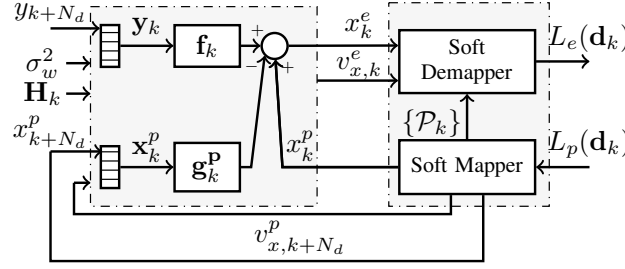 y_{k+N_d}
σ_w^2
H_k
x_{k+N_d}^p
y_k
f_k
+
−
+
x_k^p
g_k^p
x_k^p
x_k^e
v_{x,k}^e
Soft
Demapper
L_e(d_k)
{P_k}
Soft Mapper
L_p(d_k)
v_{x,k+N_d}^p